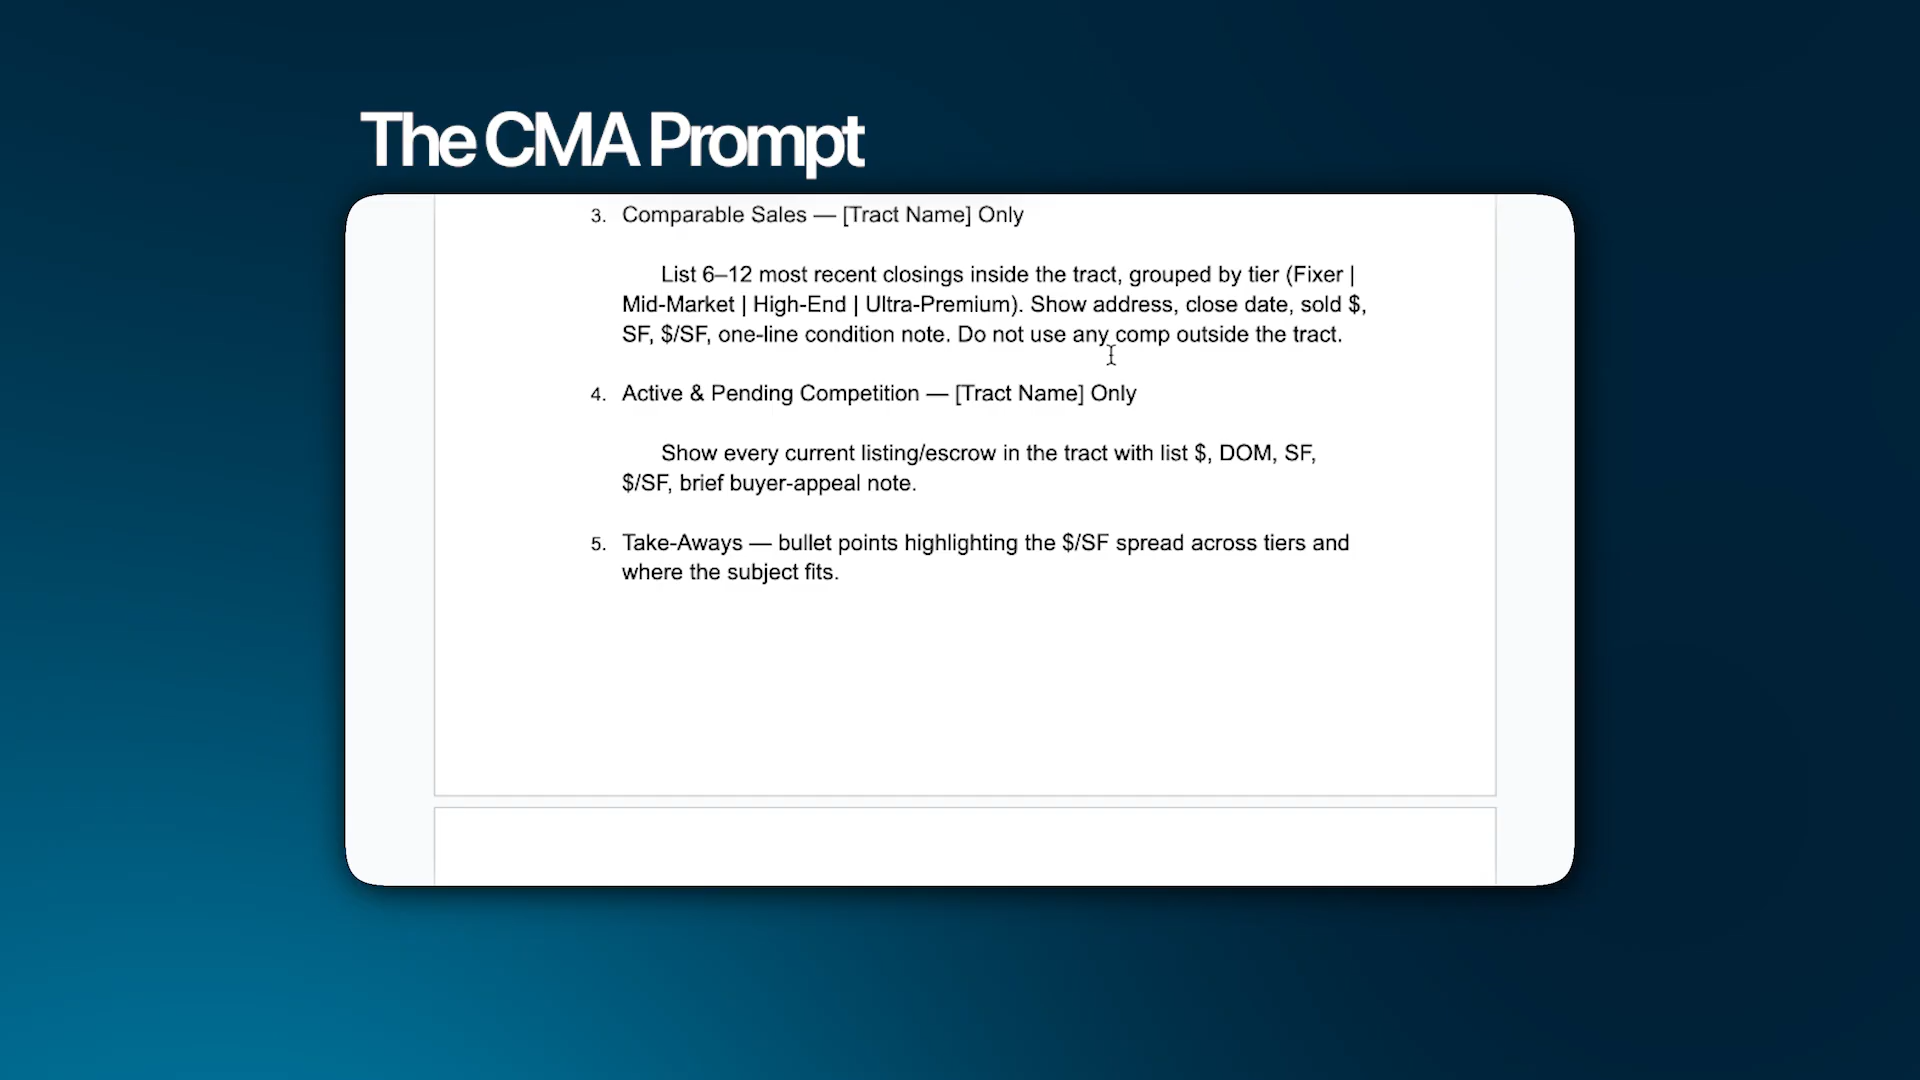 The CMA Prompt
3. Comparable Sales — [Tract Name] Only
List 6–12 most recent closings inside the tract, grouped by tier (Fixer |
Mid-Market | High-End | Ultra-Premium). Show address, close date, sold $,
SF, $/SF, one-line condition note. Do not use any comp outside the tract.
4. Active & Pending Competition — [Tract Name] Only
Show every current listing/escrow in the tract with list $, DOM, SF,
$/SF, brief buyer-appeal note.
5. Take-Aways — bullet points highlighting the $/SF spread across tiers and
where the subject fits.